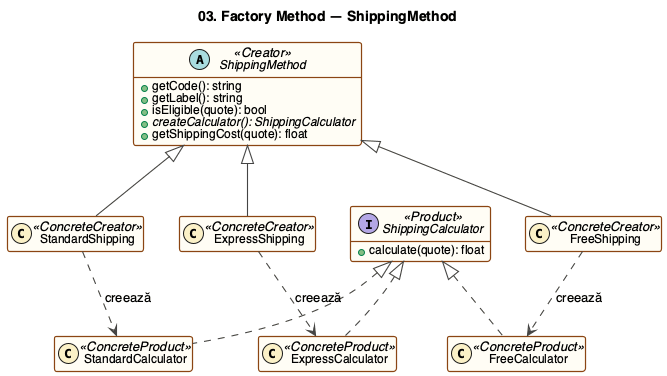 03. Factory Method — ShippingMethod
A
«Creator»
ShippingMethod
getCode(): string
getLabel(): string
isEligible(quote): bool
createCalculator(): ShippingCalculator
getShippingCost(quote): float
C
«ConcreteCreator»
StandardShipping
C
«ConcreteCreator»
ExpressShipping
I
«Product»
ShippingCalculator
calculate(quote): float
C
«ConcreteCreator»
FreeShipping
creează
creează
creează
C
«ConcreteProduct»
StandardCalculator
C
«ConcreteProduct»
ExpressCalculator
C
«ConcreteProduct»
FreeCalculator